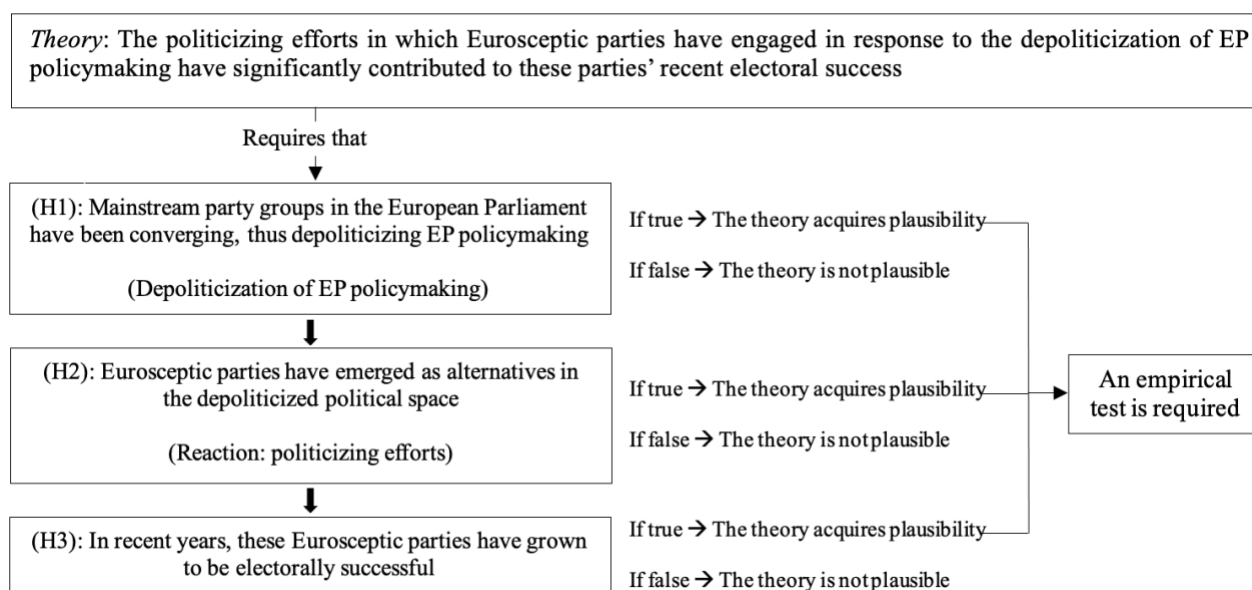 Theory: The politicizing efforts in which Eurosceptic parties have engaged in response to the depoliticization of EP
policymaking have significantly contributed to these parties’ recent electoral success
Requires that
(H1): Mainstream party groups in the European Parliament
have been converging, thus depoliticizing EP policymaking
(Depoliticization of EP policymaking)
If true → The theory acquires plausibility
If false → The theory is not plausible
(H2): Eurosceptic parties have emerged as alternatives in
the depoliticized political space
(Reaction: politicizing efforts)
If true → The theory acquires plausibility
If false → The theory is not plausible
An empirical
test is required
(H3): In recent years, these Eurosceptic parties have grown
to be electorally successful
If true → The theory acquires plausibility
If false → The theory is not plausible